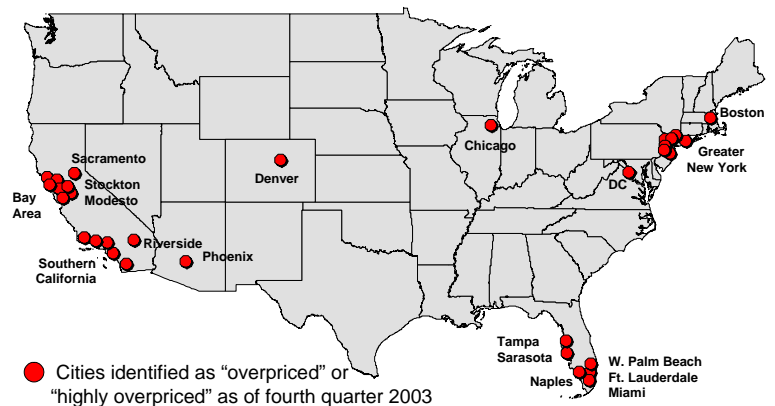 Boston
Chicago
Greater
New York
Sacramento
Denver
DC
Stockton
Modesto
Bay
Area
Riverside
Phoenix
Southern
California
Tampa
Sarasota
W. Palm Beach
Naples
Ft. Lauderdale
Miami
Cities identified as “overpriced” or
“highly overpriced” as of fourth quarter 2003